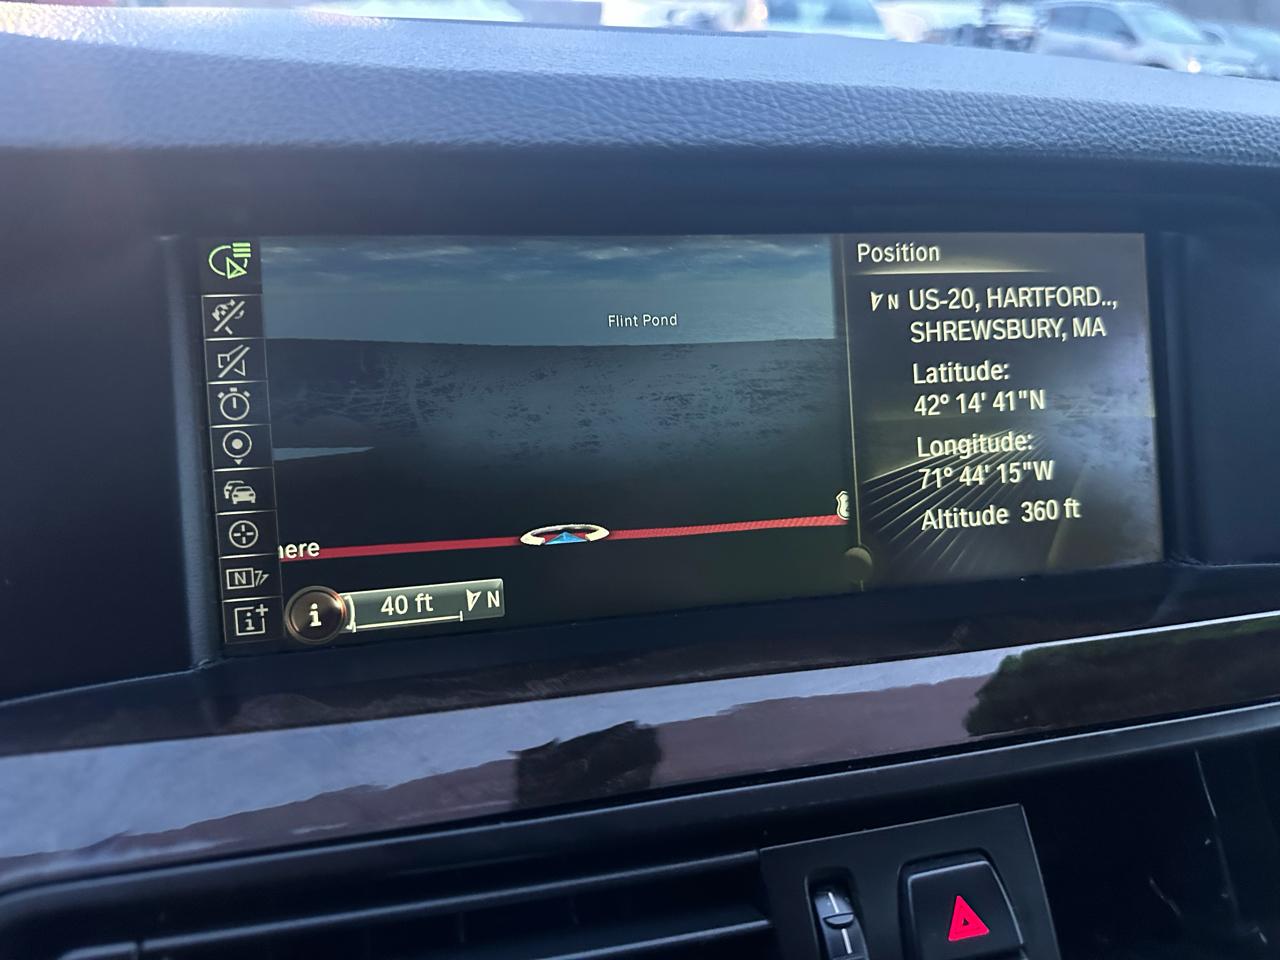 Flint Pond
here
40 ft
N
N
i
i+
Position
N US-20, HARTFORD..,
SHREWSBURY, MA
Latitude:
42° 14' 41"N
Longitude:
71° 44' 15"W
Altitude 360 ft